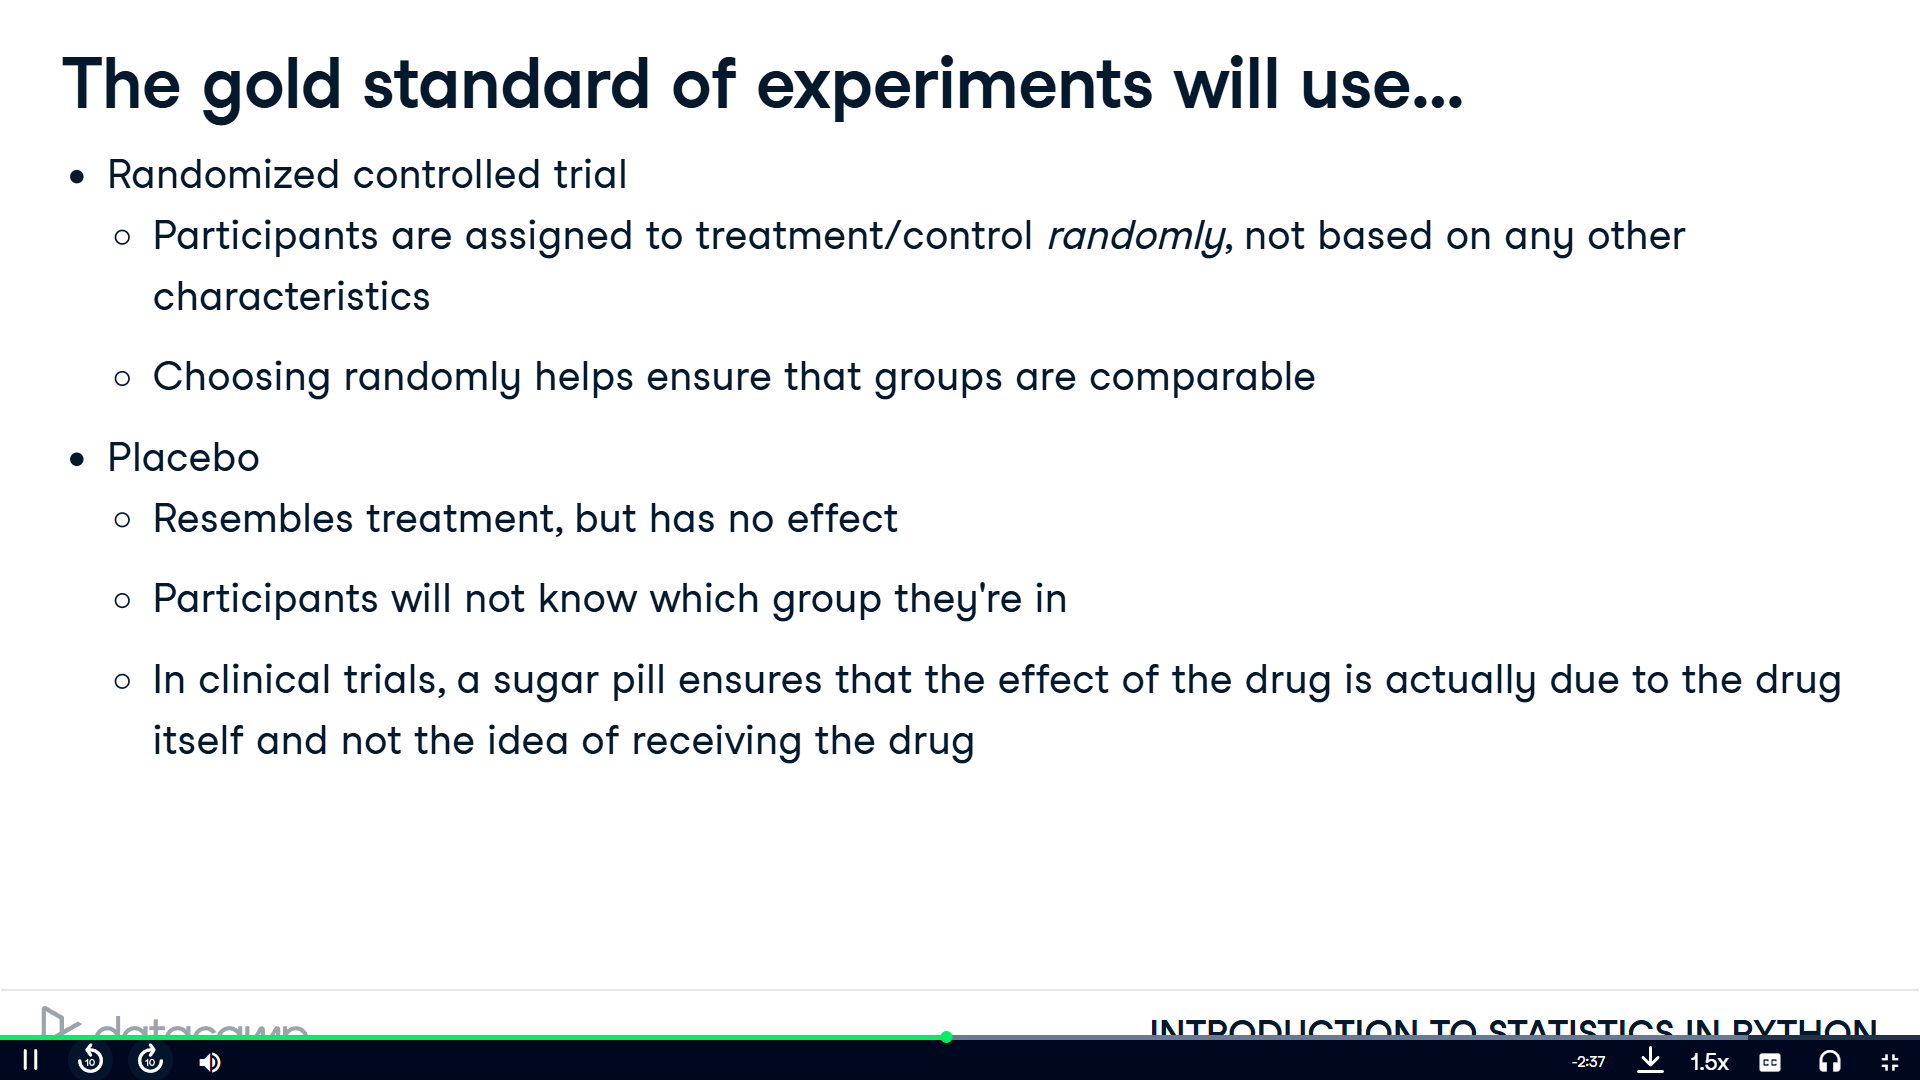 The gold standard of experiments will use...
Randomized controlled trial
Participants are assigned to treatment/control randomly, not based on any other
characteristics
Choosing randomly helps ensure that groups are comparable
Placebo
Resembles treatment, but has no effect
Participants will not know which group they're in
In clinical trials, a sugar pill ensures that the effect of the drug is actually due to the drug
itself and not the idea of receiving the drug
datacamp
INTRODUCTION TO STATISTICS IN PYTHON
10
10
-2:37
1.5x
CC